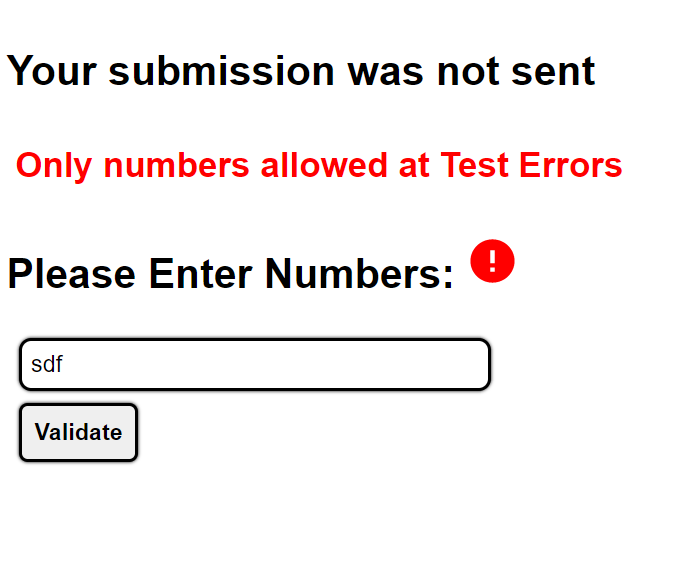 Your submission was not sent
Only numbers allowed at Test Errors
Please Enter Numbers: !
sdf
Validate